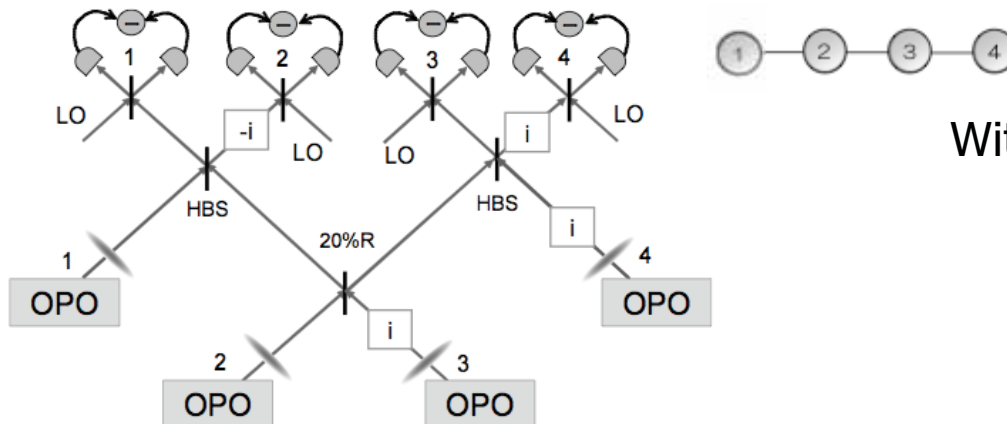 1 2 3 4
1 2 3 4
LO -i LO LO i LO
Wit
HBS HBS
20%R i
1 4
OPO OPO
i
2 3
OPO OPO